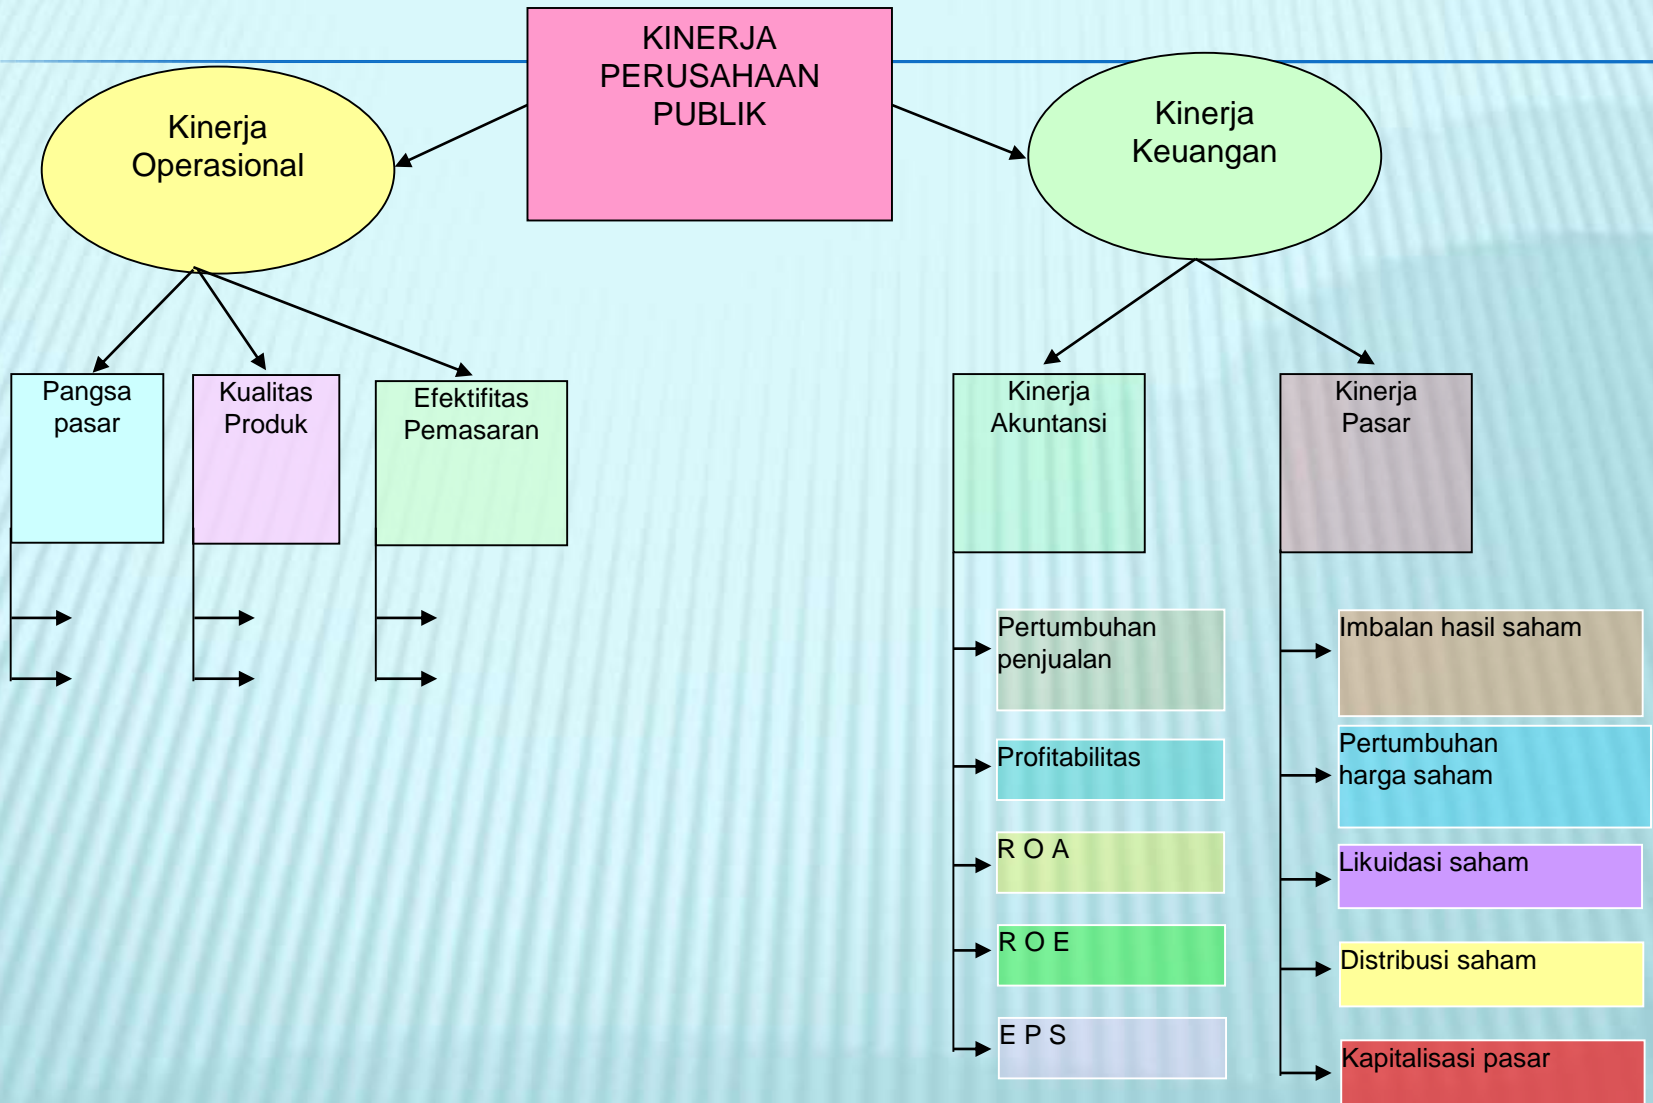 KINERJA
PERUSAHAAN
PUBLIK
Kinerja
Operasional
Kinerja
Keuangan
Pangsa
pasar
Kualitas
Produk
Efektifitas
Pemasaran
Kinerja
Akuntansi
Kinerja
Pasar
Pertumbuhan
penjualan
Profitabilitas
R O A
R O E
E P S
Imbalan hasil saham
Pertumbuhan
harga saham
Likuidasi saham
Distribusi saham
Kapitalisasi pasar